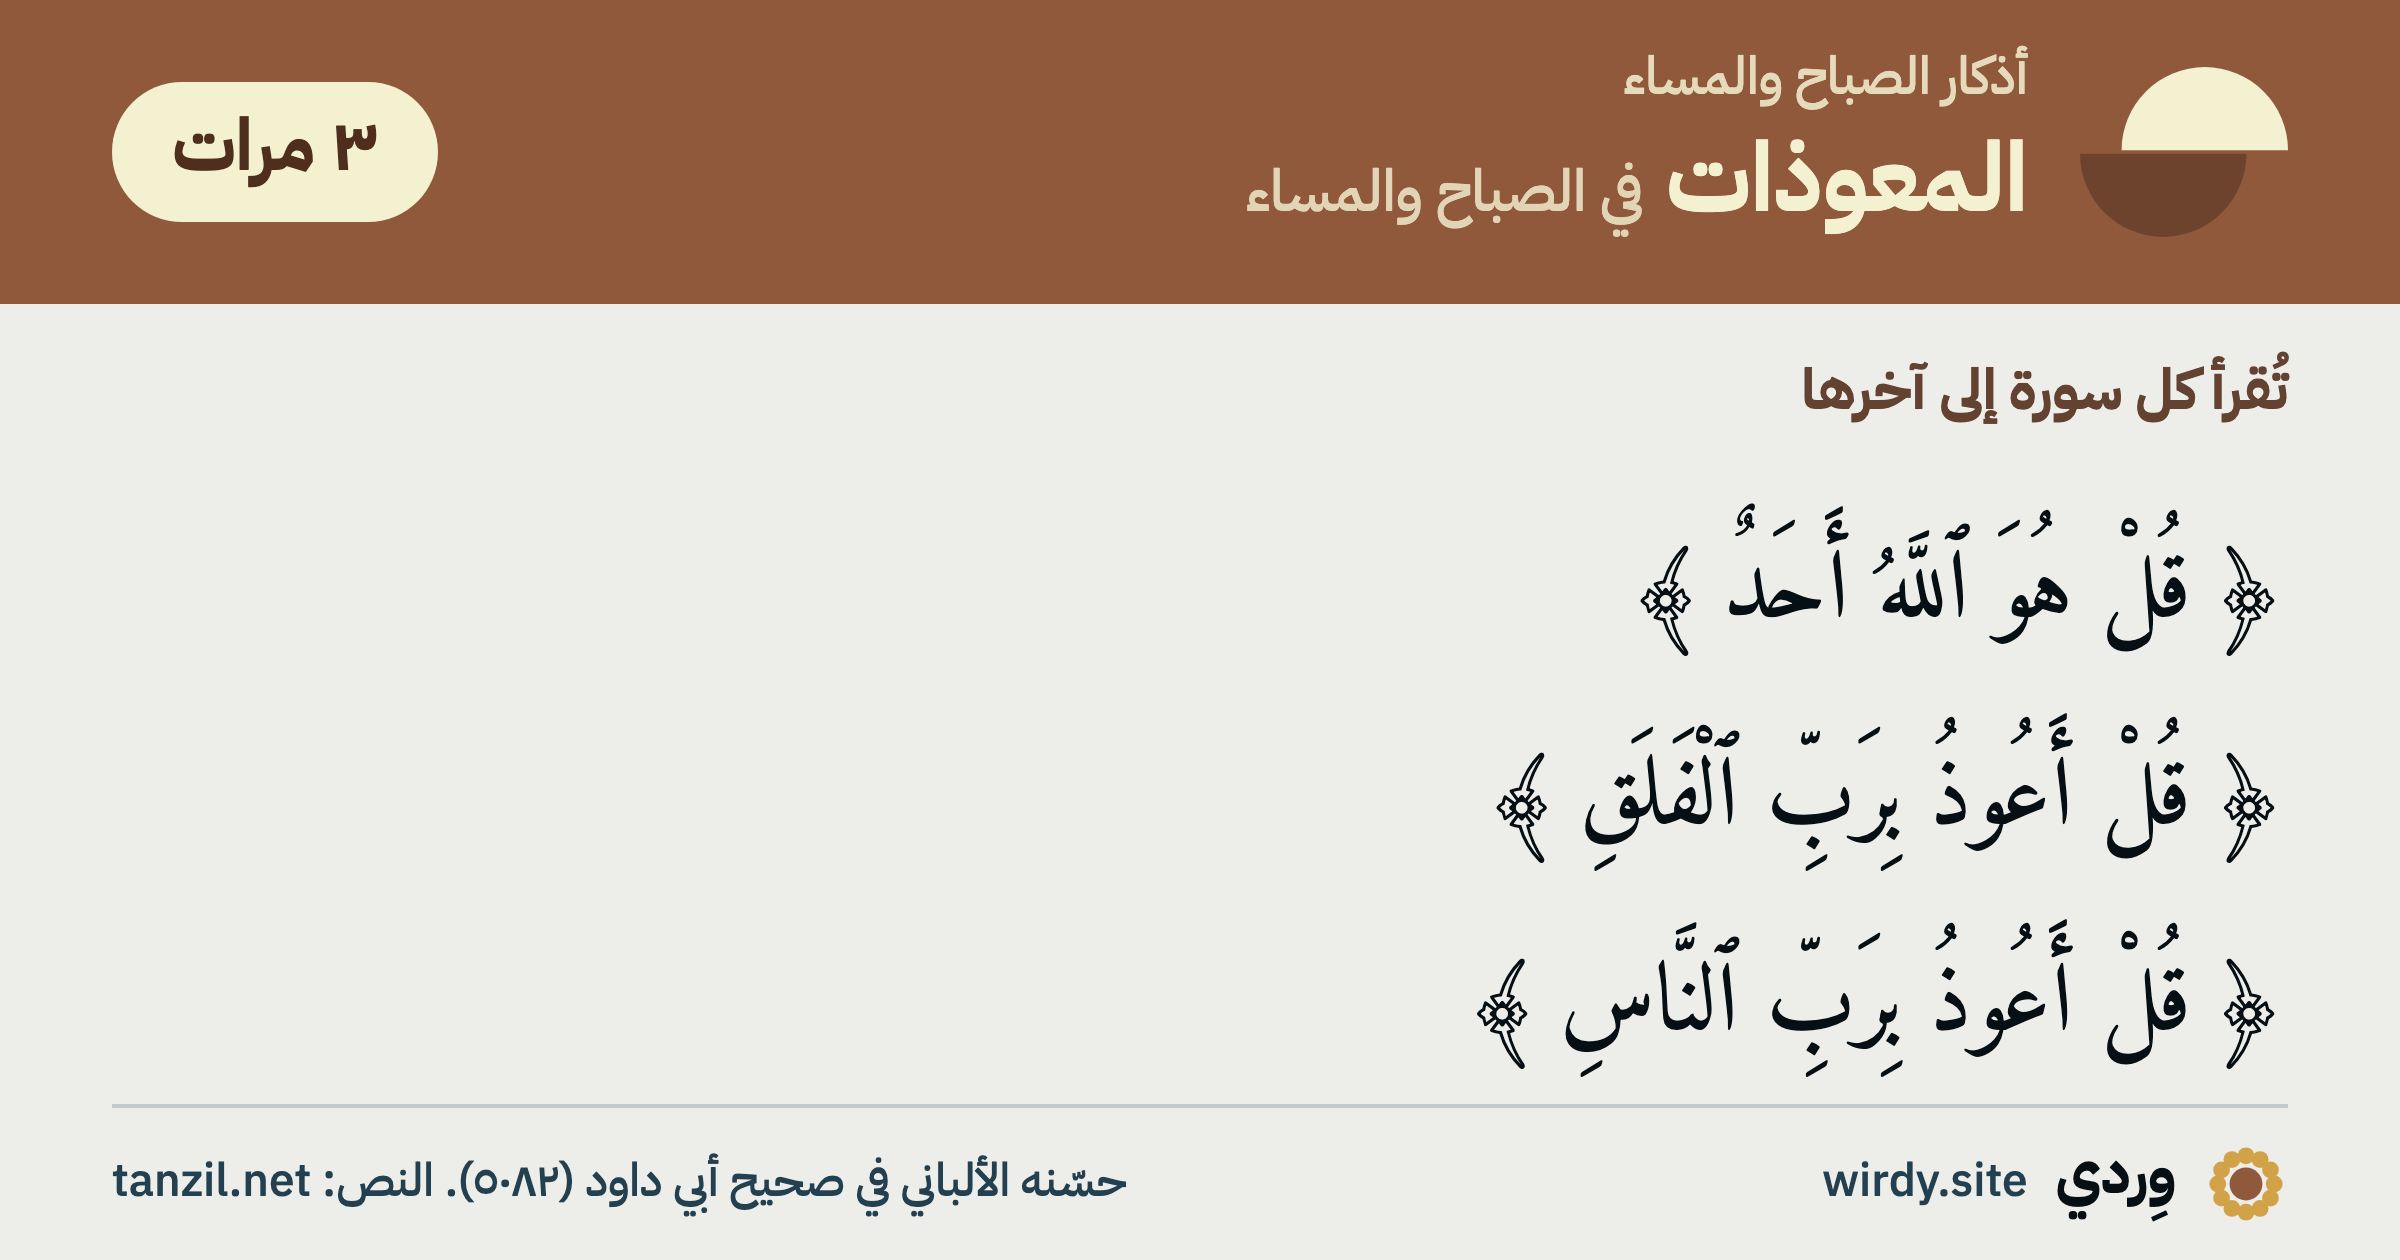 أذكار الصباح والمساء
المعوذات في الصباح والمساء
٣ مرات
تُقرأ كل سورة إلى آخرها
﴿ قُلْ هُوَ ٱللَّهُ أَحَدٌ ﴾
﴿ قُلْ أَعُوذُ بِرَبِّ ٱلْفَلَقِ ﴾
﴿ قُلْ أَعُوذُ بِرَبِّ ٱلنَّاسِ ﴾
وِردي wirdy.site
حسّنه الألباني في صحيح أبي داود (٥٠٨٢). النص: tanzil.net